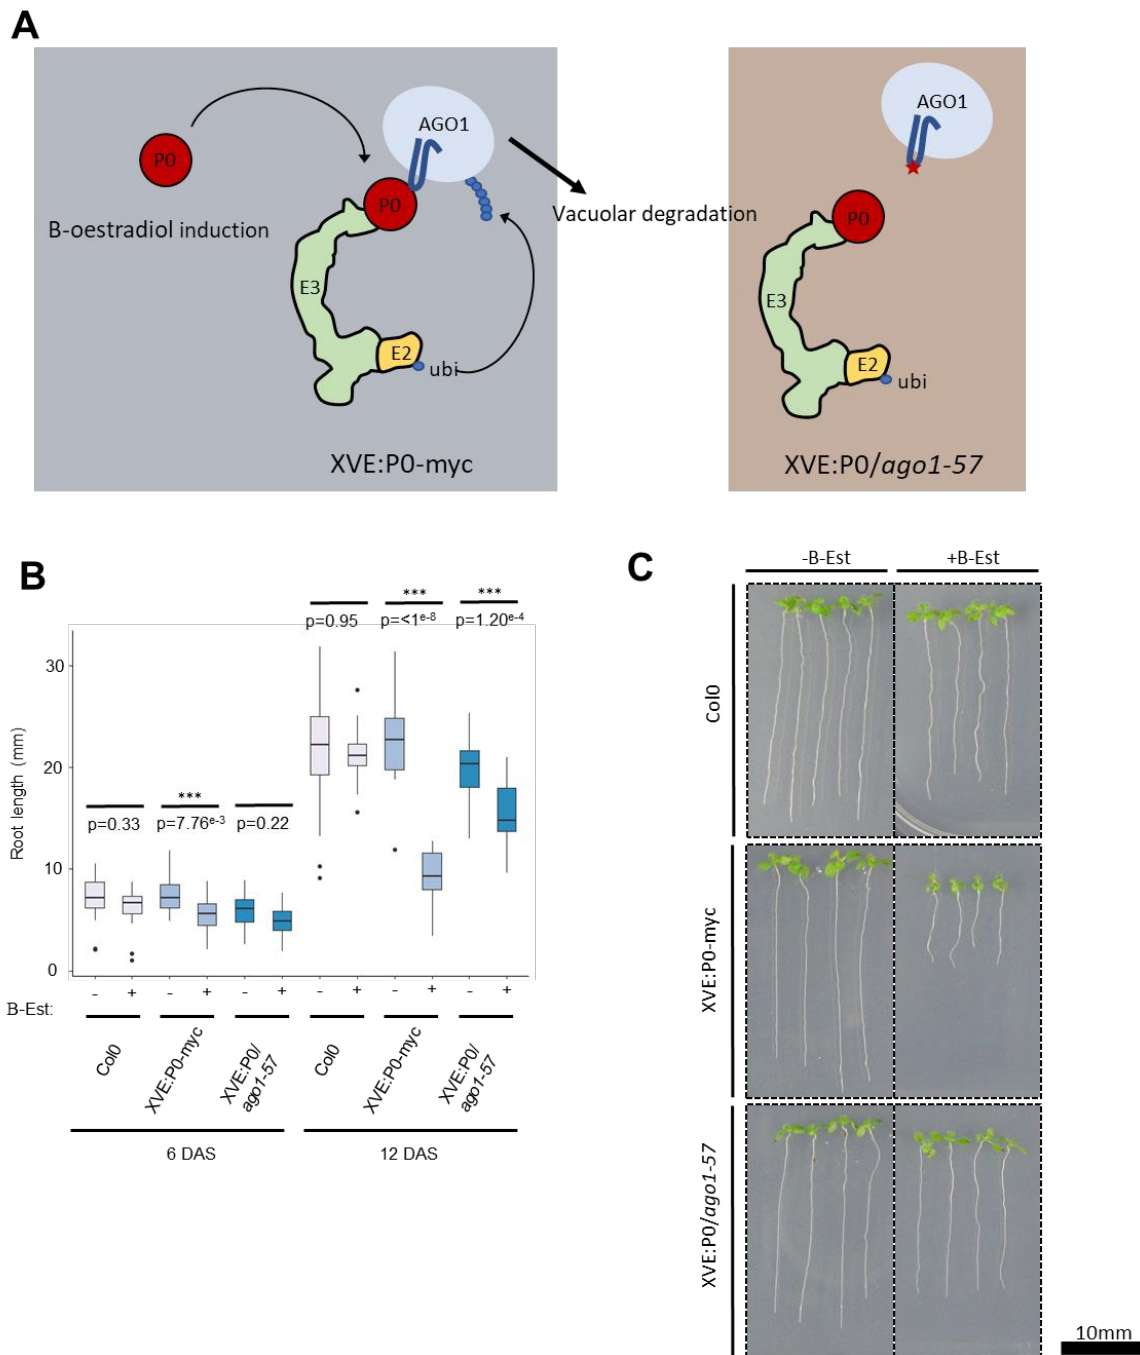 A
P0
B-oestradiol induction
AGO1
P0
E3
E2
ubi
Vacuolar degradation
XVE:P0-myc
AGO1
P0
E3
E2
ubi
XVE:P0/ago1-57
B
Root length (mm)
30
20
10
0
p=0.33
***
p=7.76e-3
p=0.22
p=0.95
***
p=<1e-8
***
p=1.20e-4
B-Est:
- + - + - + - + - + - +
Col0
XVE:P0-myc
XVE:P0/
ago1-57
Col0
XVE:P0-myc
XVE:P0/
ago1-57
6 DAS
12 DAS
C
-B-Est
+B-Est
Col0
XVE:P0-myc
XVE:P0/ago1-57
10mm